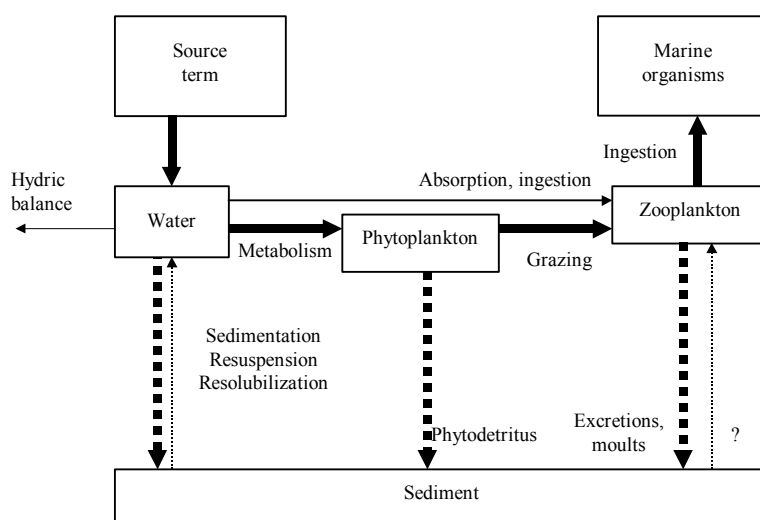 Source
term
Marine
organisms
Ingestion
Hydric
balance
Absorption, ingestion
Water
Zooplankton
Phytoplankton
Metabolism
Grazing
Sedimentation
Resuspension
Resolubilization
Phytodetritus
Excretions,
moults
?
Sediment